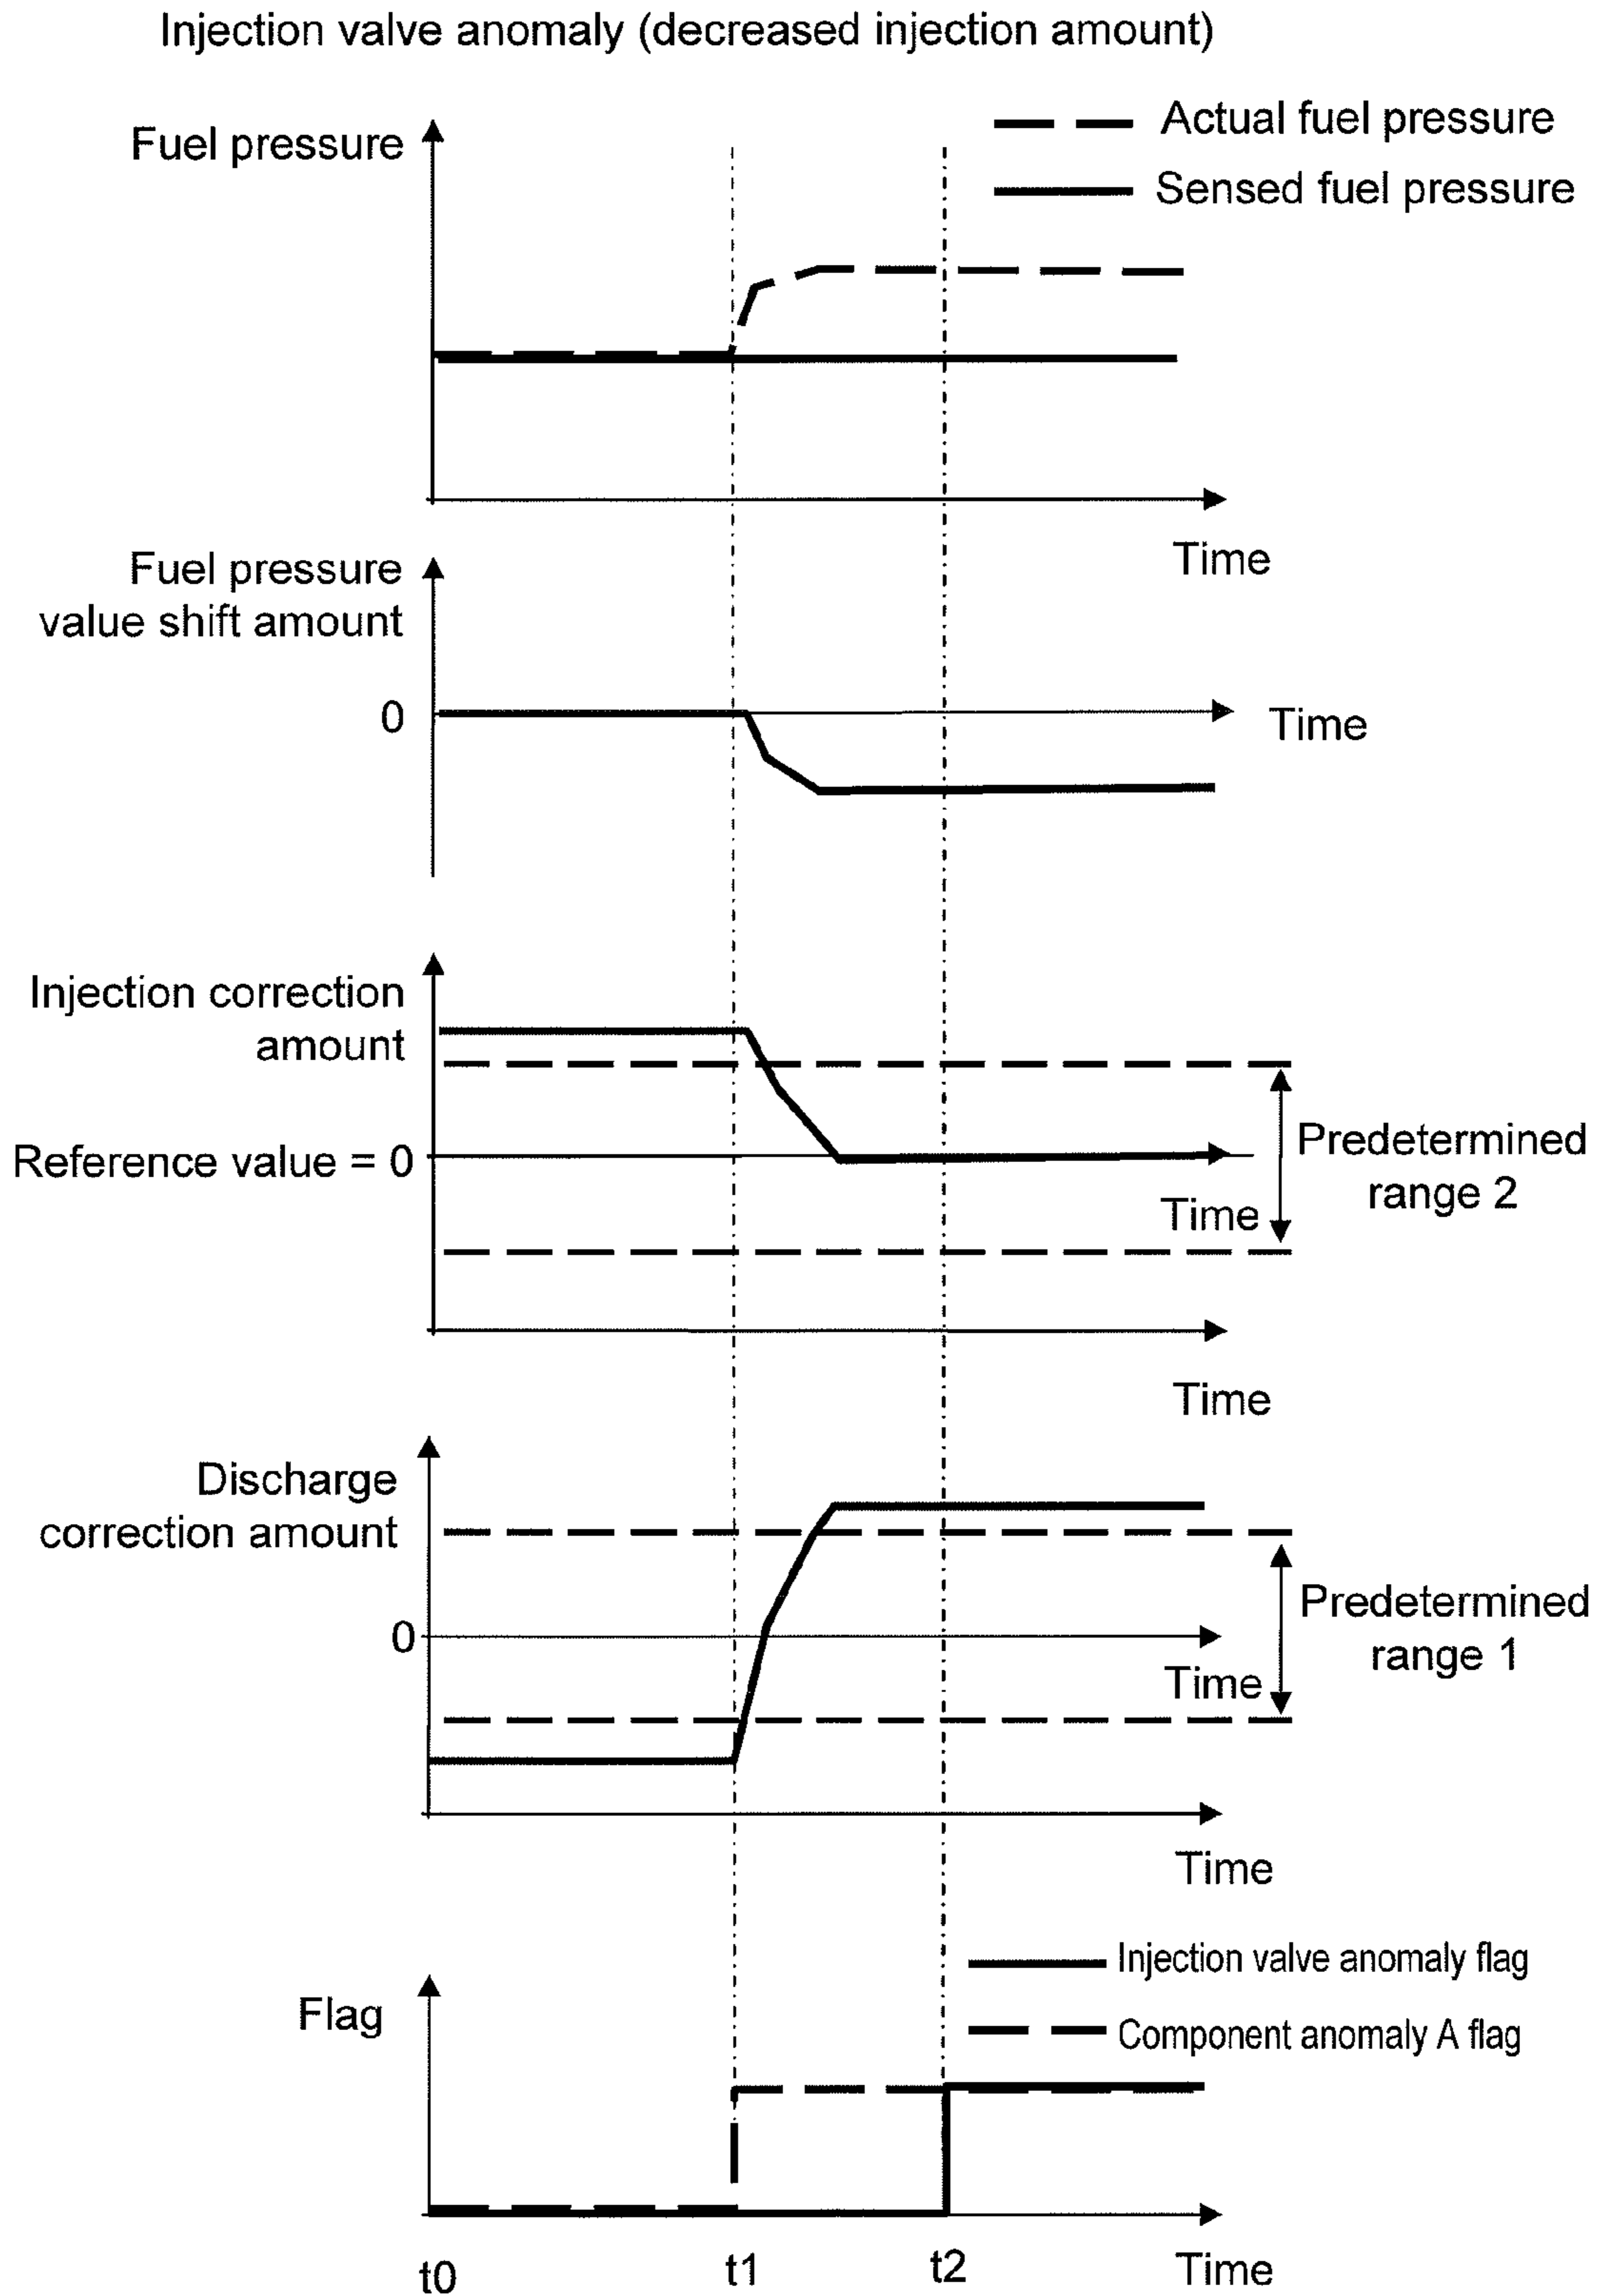 Injection valve anomaly (decreased injection amount)
Actual fuel pressure
Fuel pressure
Sensed fuel pressure
Time
Fuel pressure
value shift amount
0
Time
Injection correction
amount
Predetermined
range 2
Reference value = 0
Time
Time
Discharge
correction amount
Predetermined
range 1
0
Time
Time
Injection valve anomaly flag
Flag
Component anomaly A flag
t0
t1
t2
Time